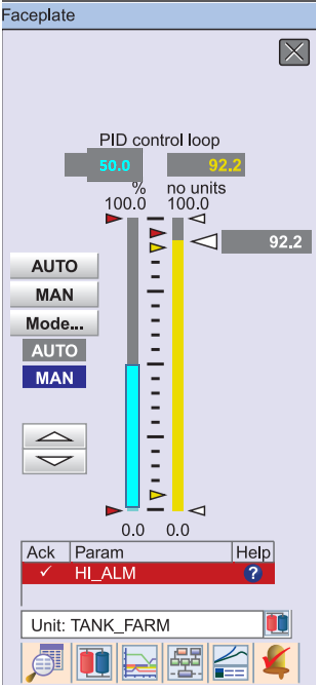 Faceplate
PID control loop
50.0 92.2
% no units
100.0 100.0
92.2
AUTO
MAN
Mode...
AUTO
MAN
0.0 0.0
Ack Param Help
✓ HI_ALM ?
Unit: TANK_FARM